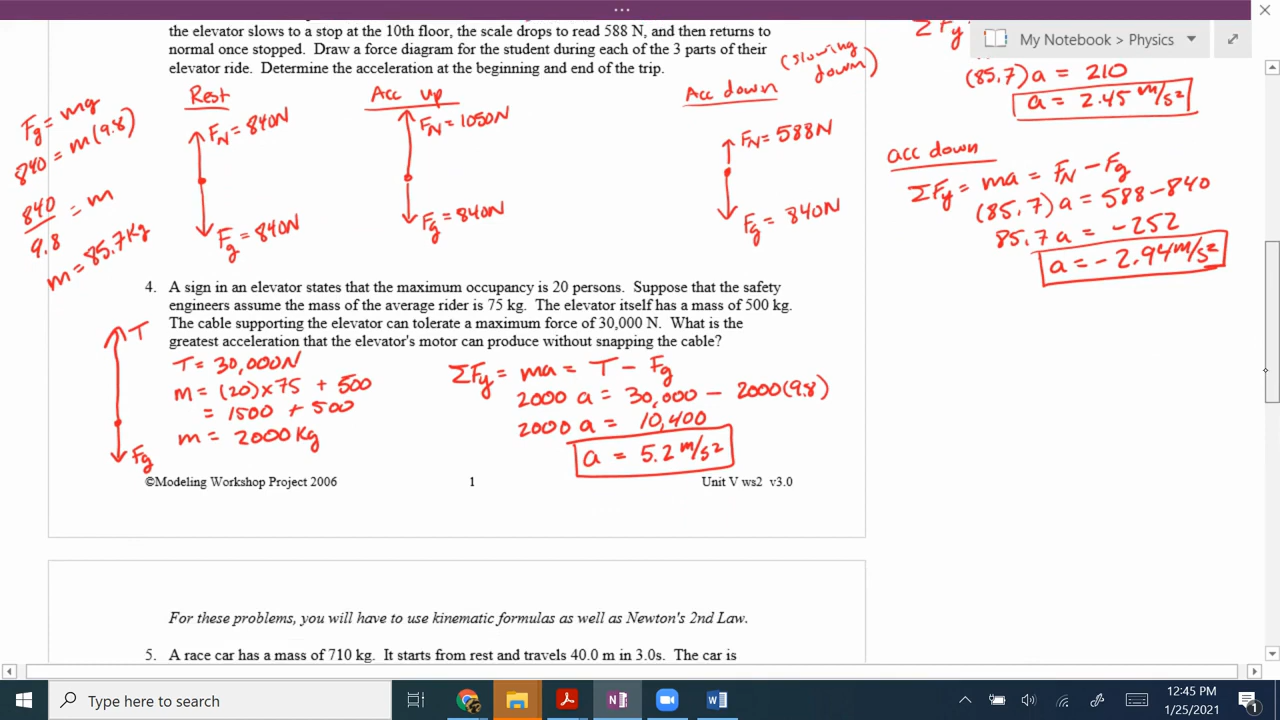 the elevator slows to a stop at the 10th floor, the scale drops to read 588 N, and then returns to
normal once stopped. Draw a force diagram for the student during each of the 3 parts of their
elevator ride. Determine the acceleration at the beginning and end of the trip.
(slowing
down)
Fg = mg
840 = m(9.8)
840/9.8 = m
m = 85.7kg
Rest
FN = 840N
Fg = 840N
Acc up
FN = 1050N
Fg = 840N
Acc down
FN = 588N
Fg = 840N
ΣFy
My Notebook > Physics
(85.7)a = 210
a = 2.45 m/s²
acc down
ΣFy = ma = FN - Fg
(85.7)a = 588 - 840
85.7a = -252
a = -2.94 m/s²
4. A sign in an elevator states that the maximum occupancy is 20 persons. Suppose that the safety
engineers assume the mass of the average rider is 75 kg. The elevator itself has a mass of 500 kg.
The cable supporting the elevator can tolerate a maximum force of 30,000 N. What is the
greatest acceleration that the elevator's motor can produce without snapping the cable?
T
Fg
T = 30,000N
m = (20)x75 + 500
= 1500 + 500
m = 2000 Kg
ΣFy = ma = T - Fg
2000 a = 30,000 - 2000(9.8)
2000 a = 10,400
a = 5.2 m/s²
©Modeling Workshop Project 2006 1 Unit V ws2 v3.0
For these problems, you will have to use kinematic formulas as well as Newton's 2nd Law.
5. A race car has a mass of 710 kg. It starts from rest and travels 40.0 m in 3.0s. The car is
Type here to search
12:45 PM
1/25/2021
1